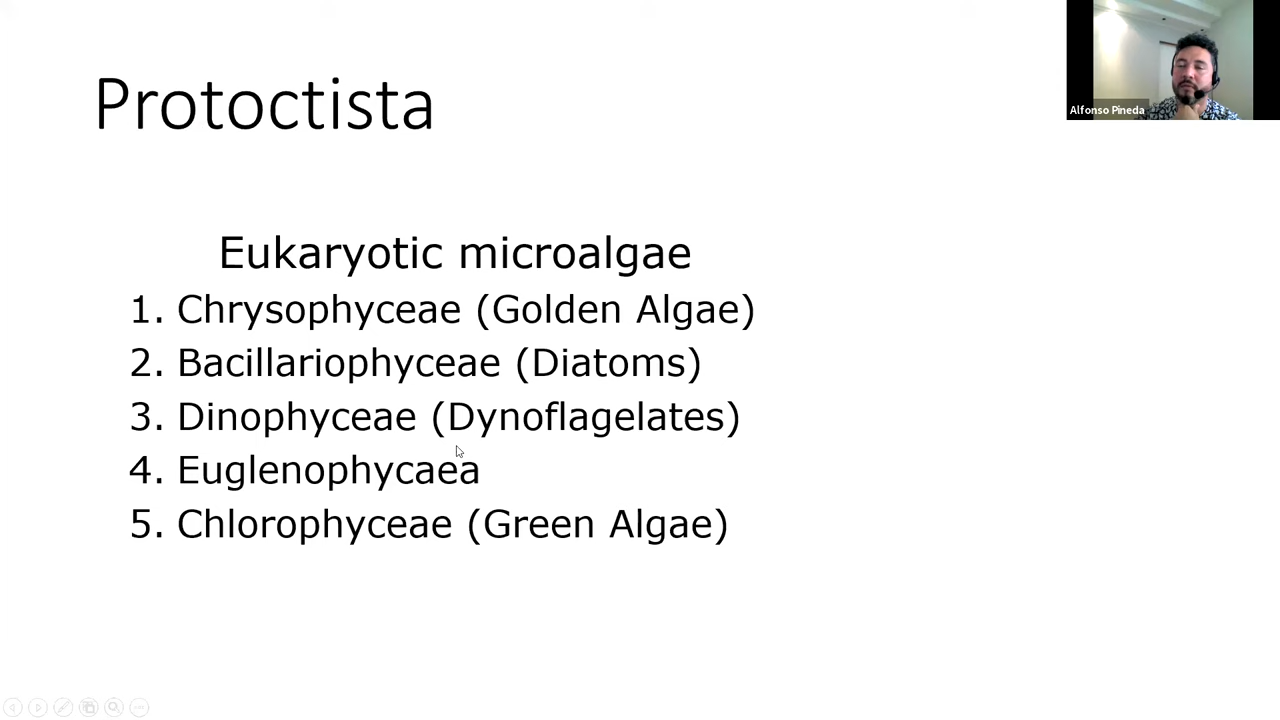 Protoctista
Alfonso Pineda
Eukaryotic microalgae
1. Chrysophyceae (Golden Algae)
2. Bacillariophyceae (Diatoms)
3. Dinophyceae (Dynoflagelates)
4. Euglenophycaea
5. Chlorophyceae (Green Algae)